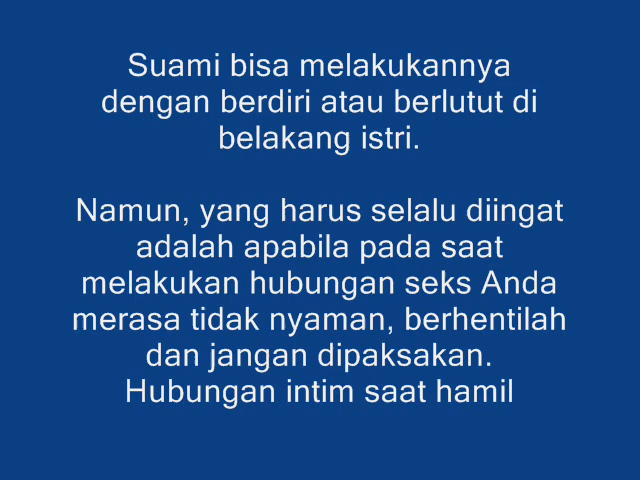 Suami bisa melakukannya
dengan berdiri atau berlutut di
belakang istri.
Namun, yang harus selalu diingat
adalah apabila pada saat
melakukan hubungan seks Anda
merasa tidak nyaman, berhentilah
dan jangan dipaksakan.
Hubungan intim saat hamil